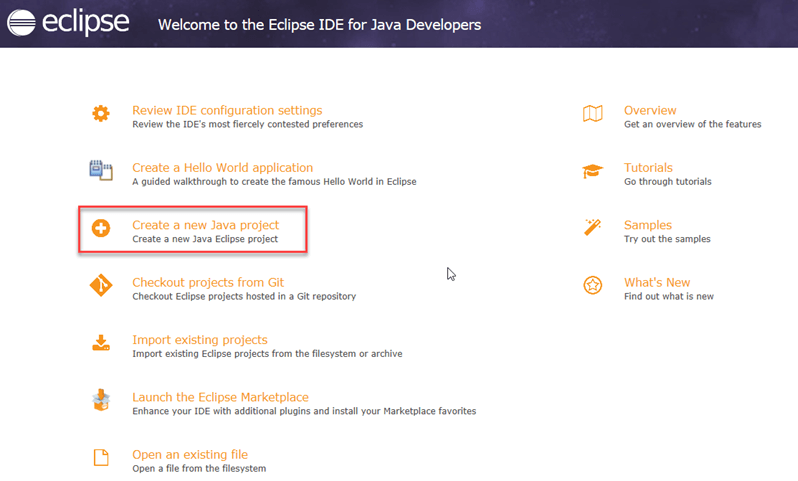 eclipse
Welcome to the Eclipse IDE for Java Developers
Review IDE configuration settings
Review the IDE's most fiercely contested preferences
Create a Hello World application
A guided walkthrough to create the famous Hello World in Eclipse
Create a new Java project
Create a new Java Eclipse project
Checkout projects from Git
Checkout Eclipse projects hosted in a Git repository
Import existing projects
Import existing Eclipse projects from the filesystem or archive
Launch the Eclipse Marketplace
Enhance your IDE with additional plugins and install your Marketplace favorites
Open an existing file
Open a file from the filesystem
Overview
Get an overview of the features
Tutorials
Go through tutorials
Samples
Try out the samples
What's New
Find out what is new